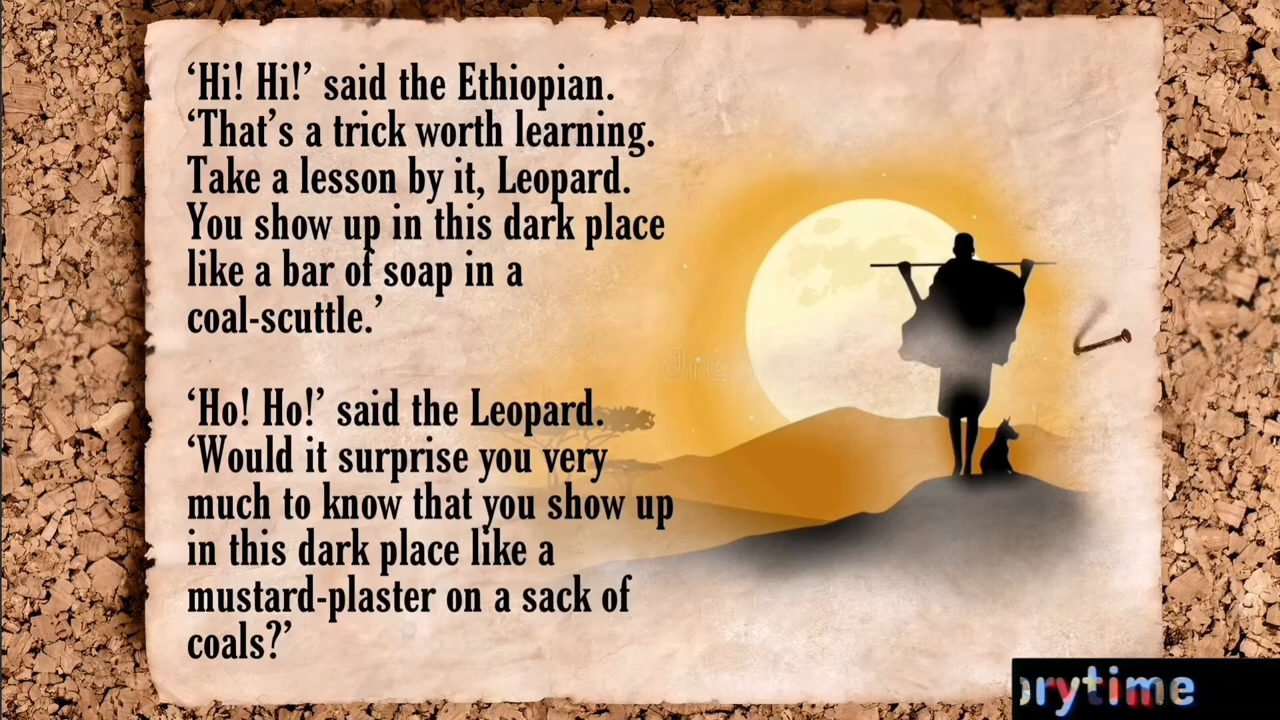 ‘Hi! Hi!’ said the Ethiopian.
‘That’s a trick worth learning.
Take a lesson by it, Leopard.
You show up in this dark place
like a bar of soap in a
coal-scuttle.’
‘Ho! Ho!’ said the Leopard.
‘Would it surprise you very
much to know that you show up
in this dark place like a
mustard-plaster on a sack of
coals?’
orytime